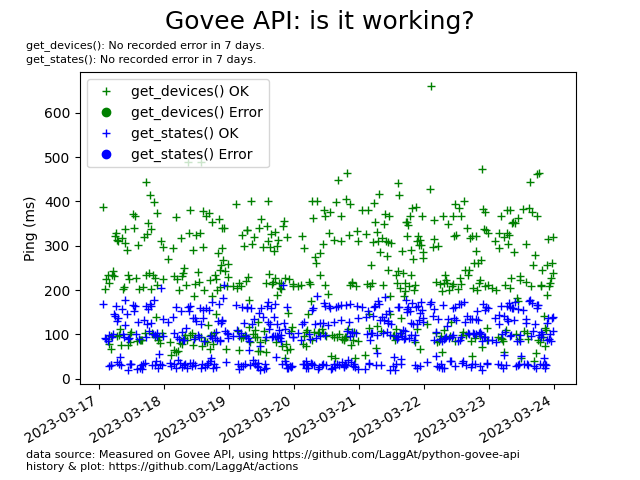 Govee API: is it working?
get_devices(): No recorded error in 7 days.
get_states(): No recorded error in 7 days.
get_devices() OK
get_devices() Error
get_states() OK
get_states() Error
Ping (ms)
600
500
400
300
200
100
0
2023-03-17
2023-03-18
2023-03-19
2023-03-20
2023-03-21
2023-03-22
2023-03-23
2023-03-24
data source: Measured on Govee API, using https://github.com/LaggAt/python-govee-api
history & plot: https://github.com/LaggAt/actions